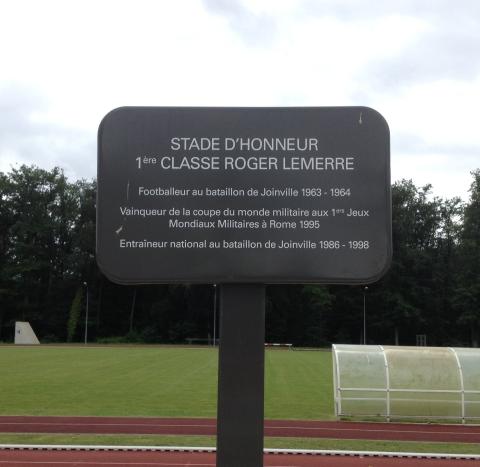 STADE D'HONNEUR
1ère CLASSE ROGER LEMERRE
Footballeur au bataillon de Joinville 1963 - 1964
Vainqueur de la coupe du monde militaire aux 1ers Jeux
Mondiaux Militaires à Rome 1995
Entraîneur national au bataillon de Joinville 1986 - 1998